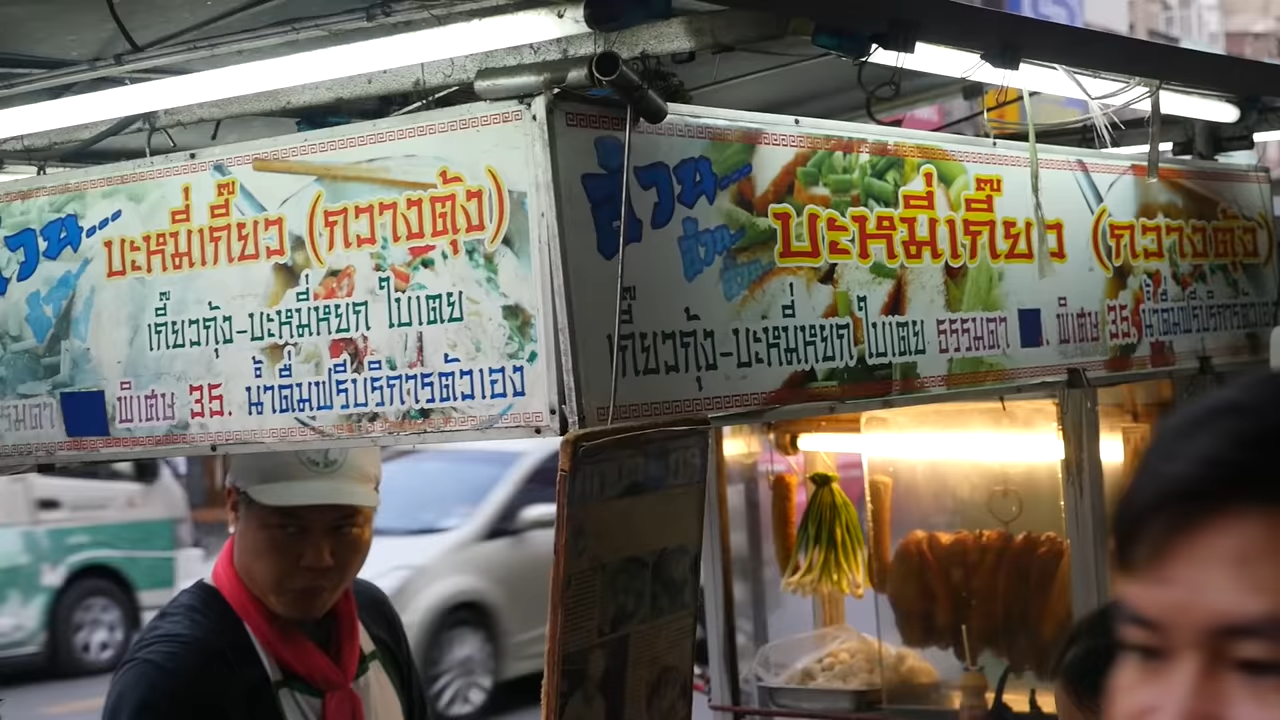 บะหมี่เกี๊ยว (กวางตุ้ง)
เกี๊ยวกุ้ง-บะหมี่หยก ใบเตย
พิเศษ 35. น้ำดื่มฟรีบริการตัวเอง
อ้วน...
บะหมี่เกี๊ยว (กวางตุ้ง)
เกี๊ยวกุ้ง-บะหมี่หยก ใบเตย ธรรมดา . พิเศษ 35. น้ำดื่มฟรีบริการตัวเอง